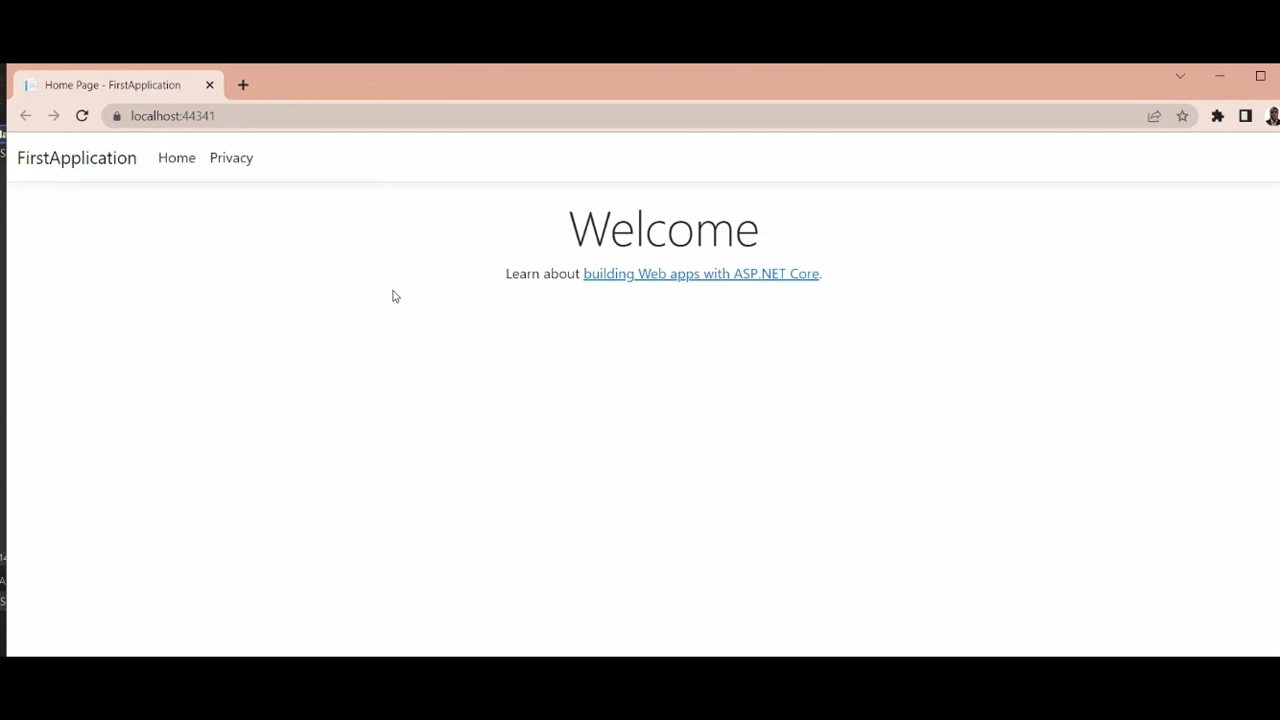 Home Page - FirstApplication
localhost:44341
FirstApplication Home Privacy
Welcome
Learn about building Web apps with ASP.NET Core.